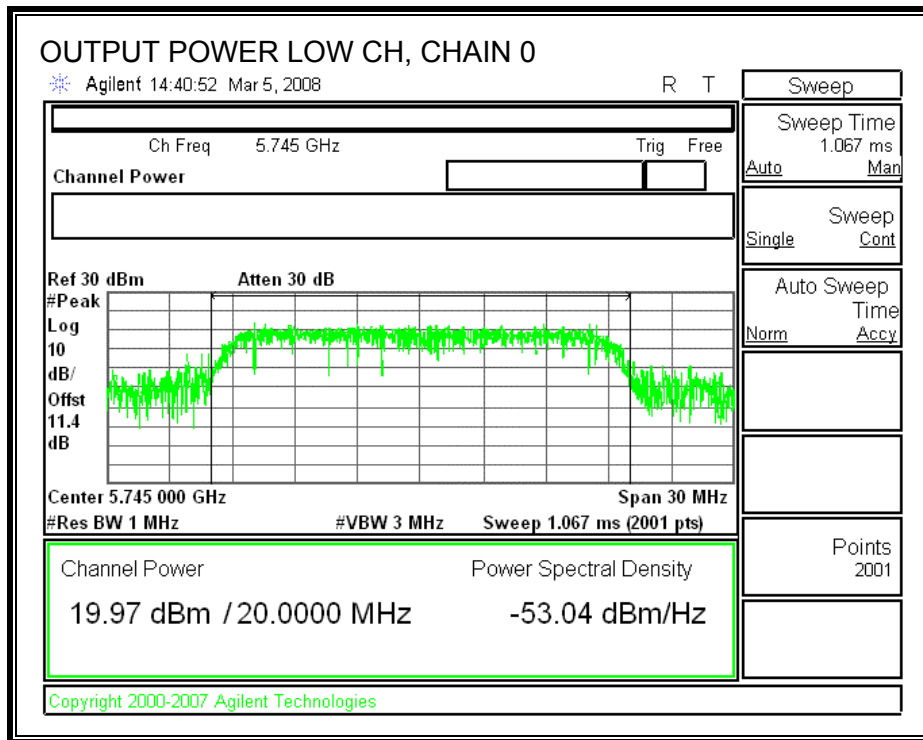 OUTPUT POWER LOW CH, CHAIN 0
Agilent 14:40:52 Mar 5, 2008 R T
Ch Freq 5.745 GHz Trig Free
Channel Power
Ref 30 dBm Atten 30 dB
#Peak
Log
10
dB/
Offst
11.4
dB
Center 5.745 000 GHz Span 30 MHz
#Res BW 1 MHz #VBW 3 MHz Sweep 1.067 ms (2001 pts)
Channel Power Power Spectral Density
19.97 dBm / 20.0000 MHz -53.04 dBm/Hz
Copyright 2000-2007 Agilent Technologies
Sweep
Sweep Time
1.067 ms
Auto Man
Sweep
Single Cont
Auto Sweep
Time
Norm Accy
Points
2001